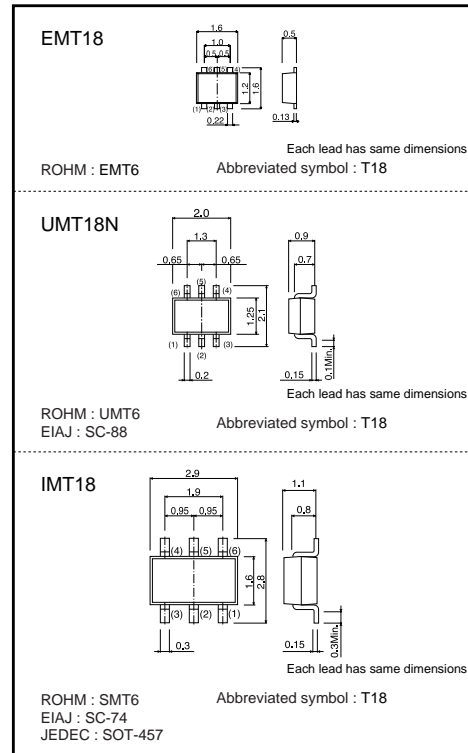 EMT18
1.6
1.0
0.5 0.5
(6) (5) (4)
(1) (2) (3)
0.22
1.2
1.6
0.5
0.13
Each lead has same dimensions
ROHM : EMT6
Abbreviated symbol : T18
UMT18N
2.0
1.3
0.65 0.65
(5)
(6) (4)
(1) (3)
(2)
0.2
1.25
2.1
0.9
0.7
0.15
0.1Min.
Each lead has same dimensions
ROHM : UMT6
EIAJ : SC-88
Abbreviated symbol : T18
IMT18
2.9
1.9
0.95 0.95
(4) (5) (6)
(3) (2) (1)
0.3
1.6
2.8
1.1
0.8
0.15
0.3Min.
Each lead has same dimensions
ROHM : SMT6
EIAJ : SC-74
JEDEC : SOT-457
Abbreviated symbol : T18